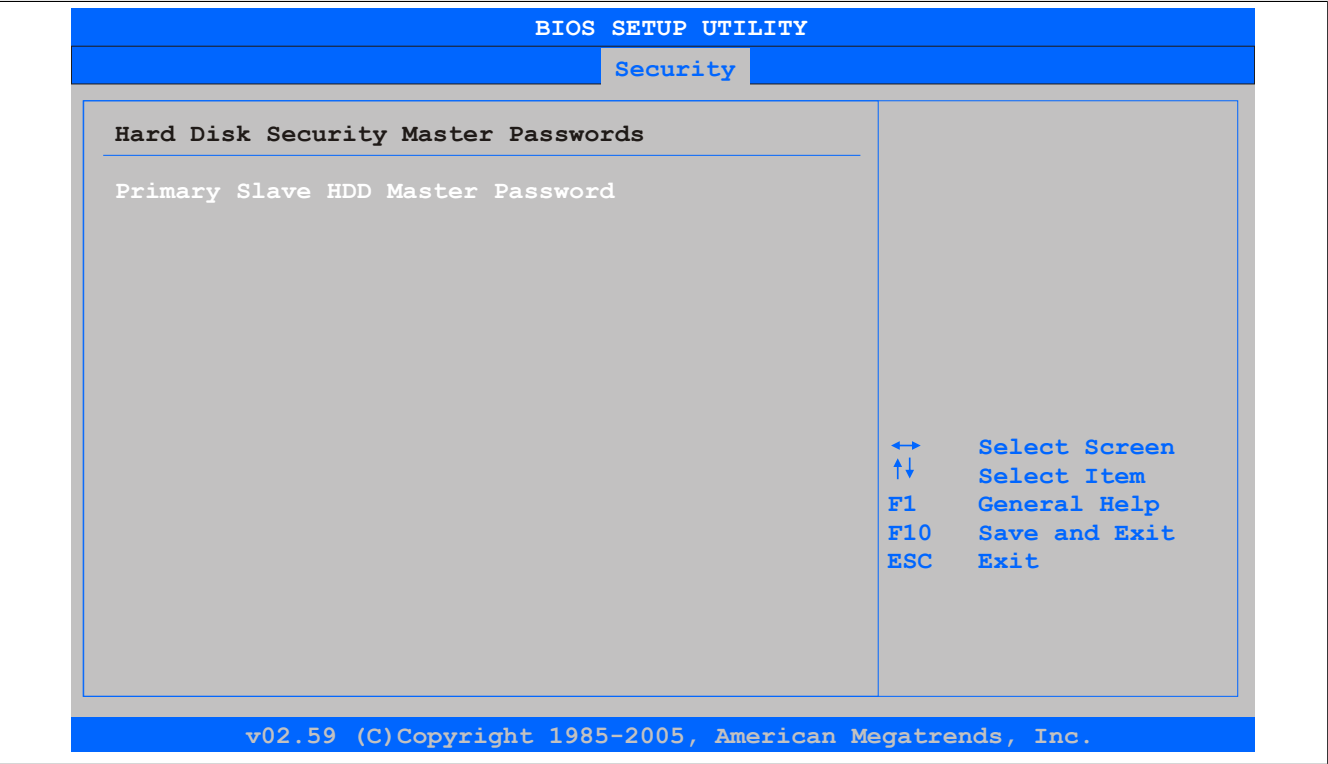 BIOS SETUP UTILITY
Security
Hard Disk Security Master Passwords
Primary Slave HDD Master Password
Select Screen
Select Item
F1 General Help
F10 Save and Exit
ESC Exit
v02.59 (C)Copyright 1985-2005, American Megatrends, Inc.